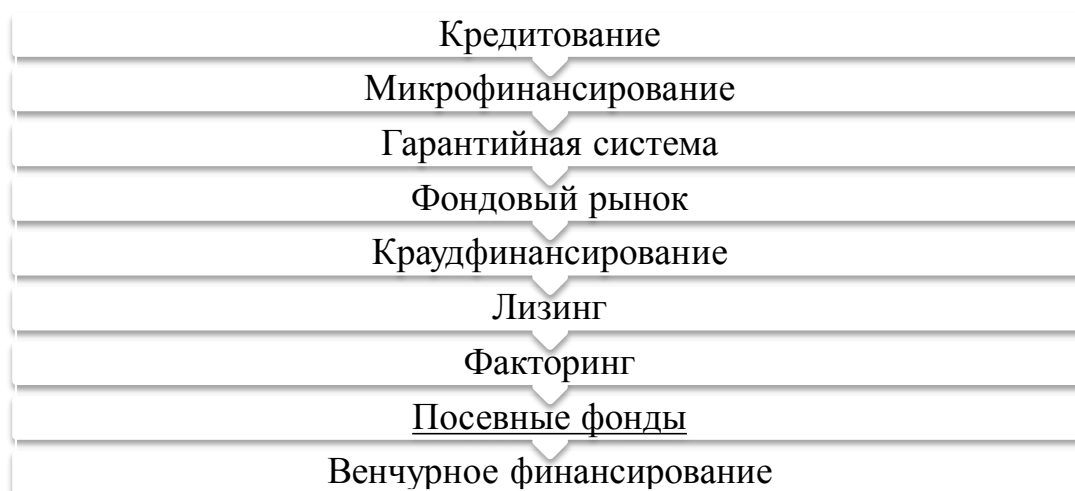 Кредитование
Микрофинансирование
Гарантийная система
Фондовый рынок
Краудфинансирование
Лизинг
Факторинг
Посевные фонды
Венчурное финансирование